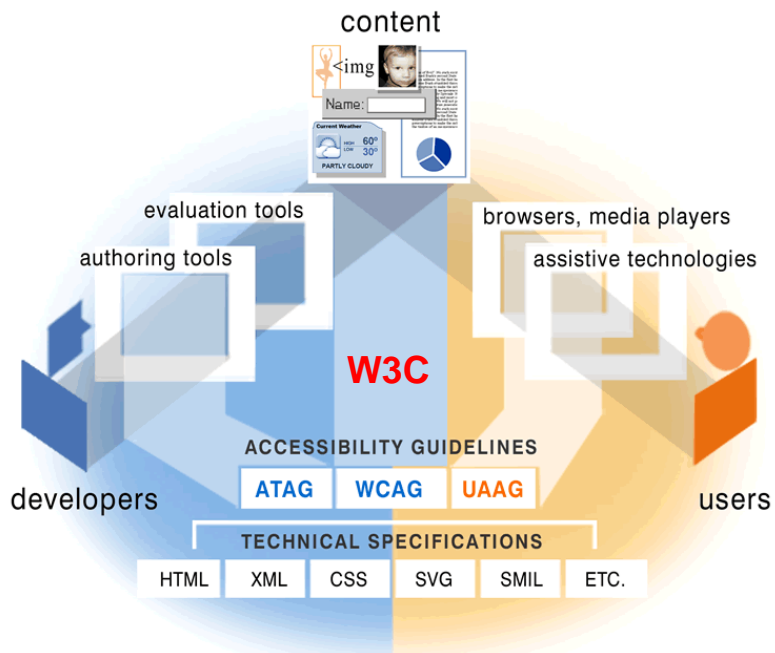 content
<img
Name:
Current Weather
HIGH 60°
LOW 30°
PARTLY CLOUDY
evaluation tools
authoring tools
browsers, media players
assistive technologies
W3C
ACCESSIBILITY GUIDELINES
ATAG WCAG UAAG
developers
users
TECHNICAL SPECIFICATIONS
HTML XML CSS SVG SMIL ETC.